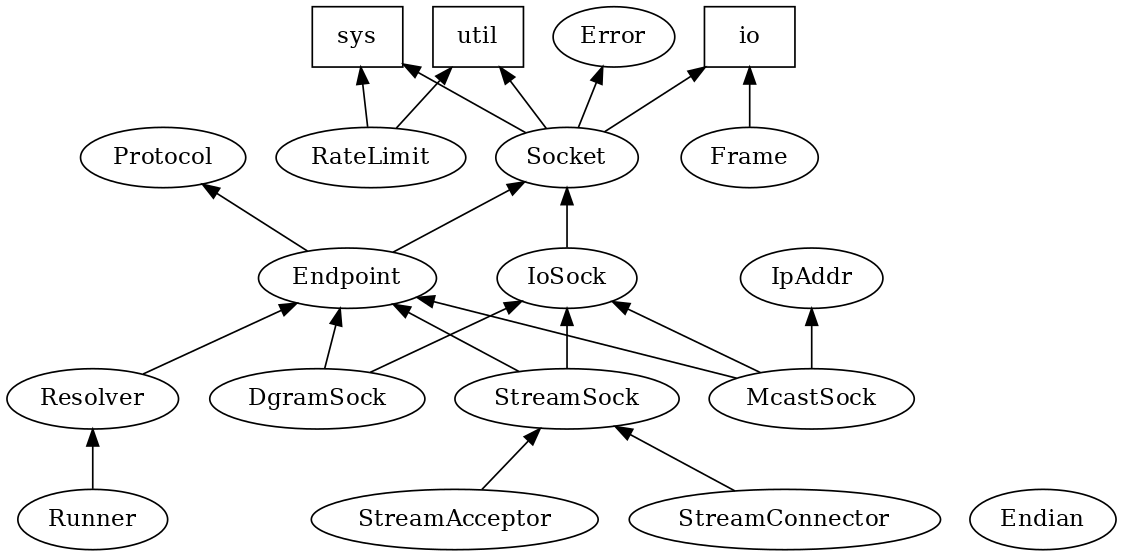 sys
util
Error
io
Protocol
RateLimit
Socket
Frame
Endpoint
IoSock
IpAddr
Resolver
DgramSock
StreamSock
McastSock
Runner
StreamAcceptor
StreamConnector
Endian